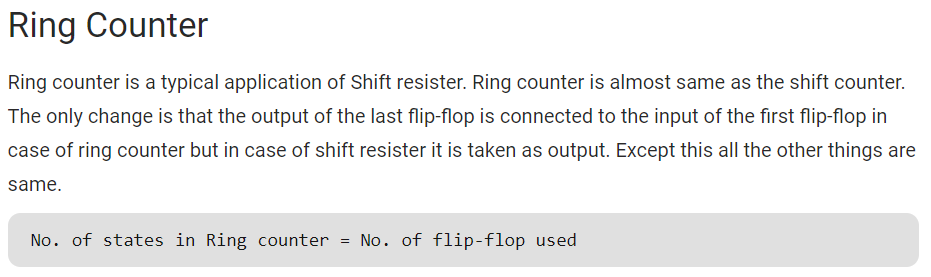 Ring Counter
Ring counter is a typical application of Shift resister. Ring counter is almost same as the shift counter.
The only change is that the output of the last flip-flop is connected to the input of the first flip-flop in
case of ring counter but in case of shift resister it is taken as output. Except this all the other things are
same.
No. of states in Ring counter = No. of flip-flop used